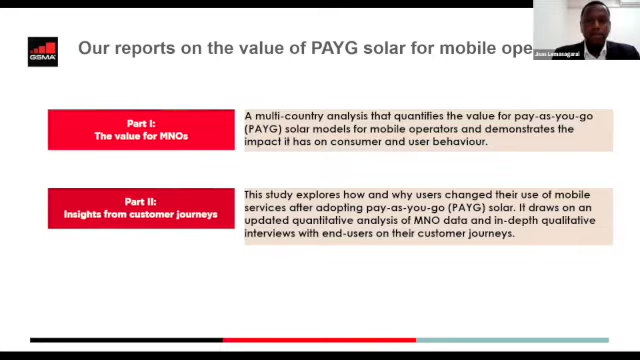 GSMA
Our reports on the value of PAYG solar for mobile ope
Part I:
The value for MNOs
A multi-country analysis that quantifies the value for pay-as-you-go
(PAYG) solar models for mobile operators and demonstrates the
impact it has on consumer and user behaviour.
Part II:
Insights from customer journeys
This study explores how and why users changed their use of mobile
services after adopting pay-as-you-go (PAYG) solar. It draws on an
updated quantitative analysis of MNO data and in-depth qualitative
interviews with end-users on their customer journeys.